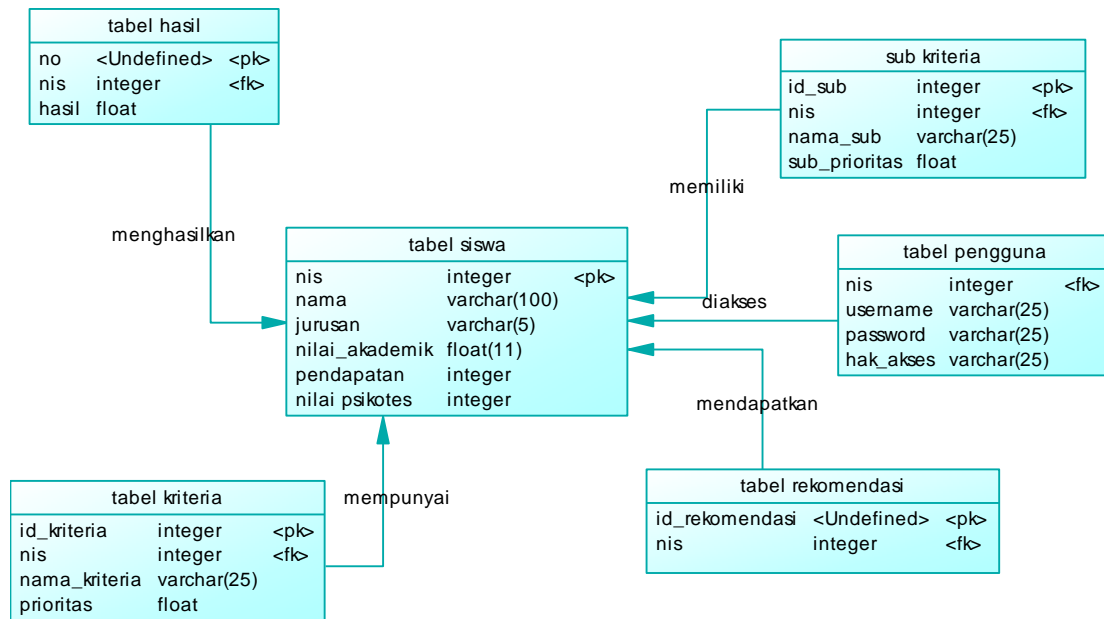 tabel hasil
no <Undefined> <pk>
nis integer <fk>
hasil float
sub kriteria
id_sub integer <pk>
nis integer <fk>
nama_sub varchar(25)
sub_prioritas float
memiliki
menghasilkan
tabel siswa
nis integer <pk>
nama varchar(100)
jurusan varchar(5)
nilai_akademik float(11)
pendapatan integer
nilai psikotes integer
diakses
tabel pengguna
nis integer <fk>
username varchar(25)
password varchar(25)
hak_akses varchar(25)
mendapatkan
tabel kriteria
id_kriteria integer <pk>
nis integer <fk>
nama_kriteria varchar(25)
prioritas float
mempunyai
tabel rekomendasi
id_rekomendasi <Undefined> <pk>
nis integer <fk>